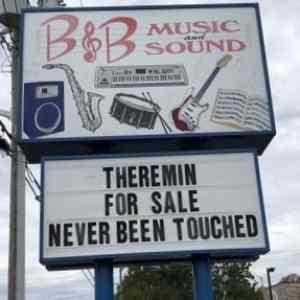 B&B MUSIC
and
SOUND
THEREMIN
FOR SALE
NEVER BEEN TOUCHED